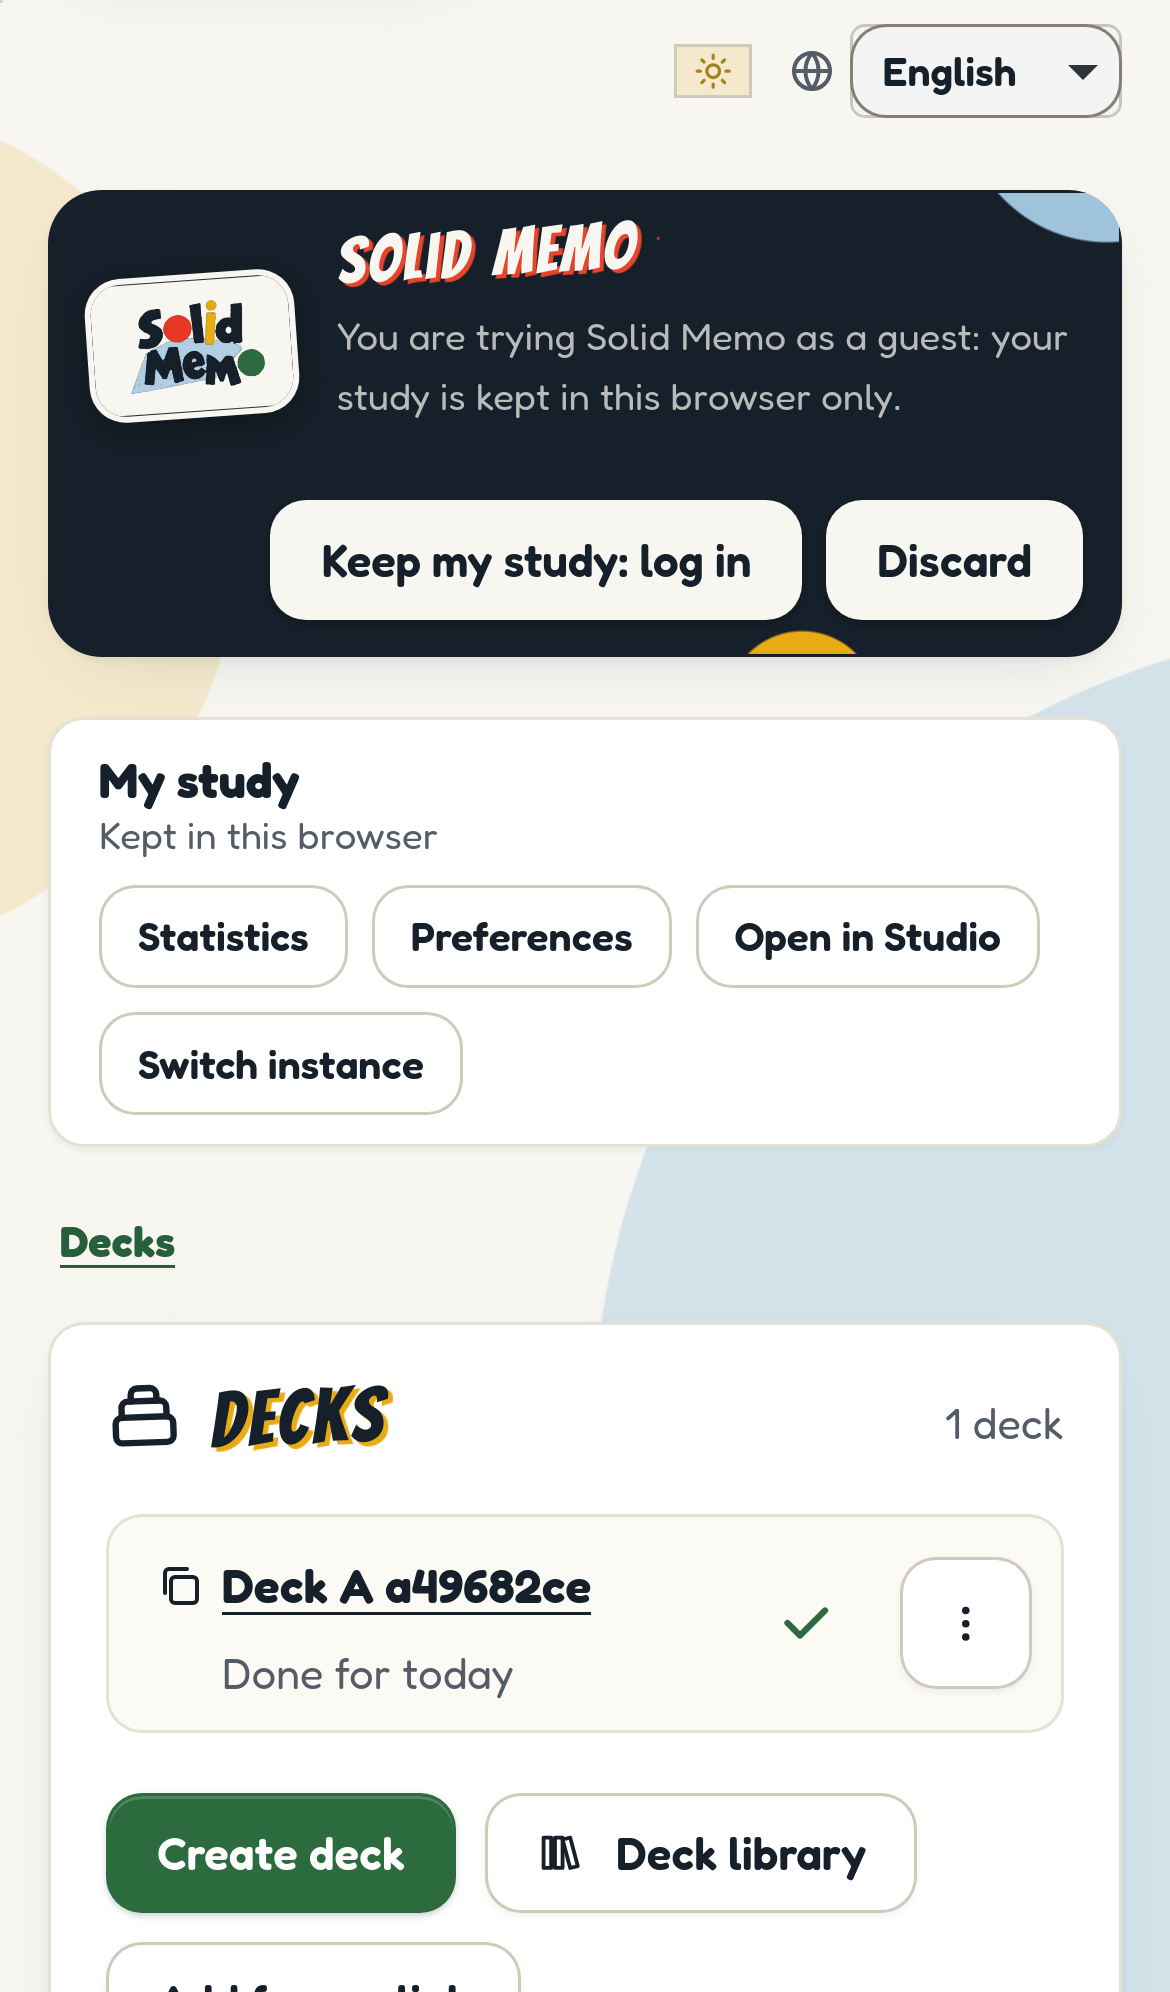 English
SOLID MEMO
Solid
Memo
You are trying Solid Memo as a guest: your
study is kept in this browser only.
Keep my study: log in
Discard
My study
Kept in this browser
Statistics
Preferences
Open in Studio
Switch instance
Decks
DECKS
1 deck
Deck A a49682ce
Done for today
Create deck
Deck library